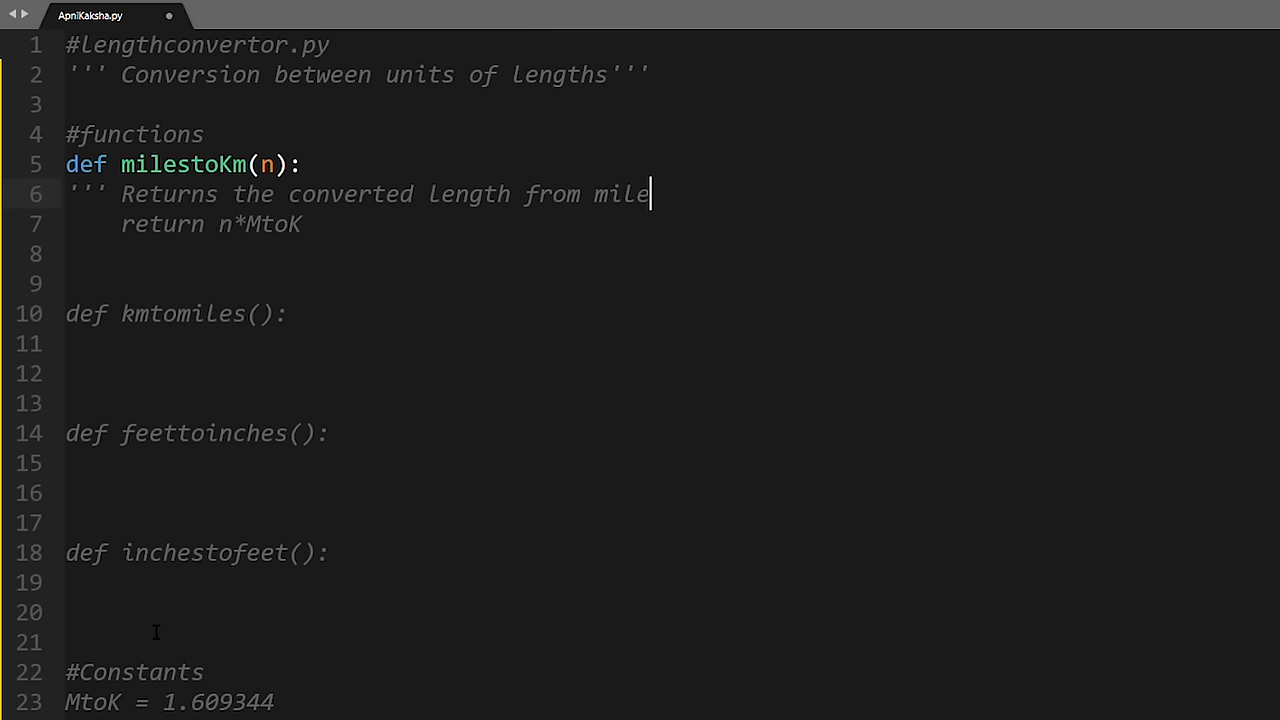 ApniKaksha.py
1 #lengthconvertor.py
2 ''' Conversion between units of lengths'''
3
4 #functions
5 def milestoKm(n):
6 ''' Returns the converted length from mile
7     return n*MtoK
8
9
10 def kmtomiles():
11
12
13
14 def feettoinches():
15
16
17
18 def inchestofeet():
19
20
21
22 #Constants
23 MtoK = 1.609344